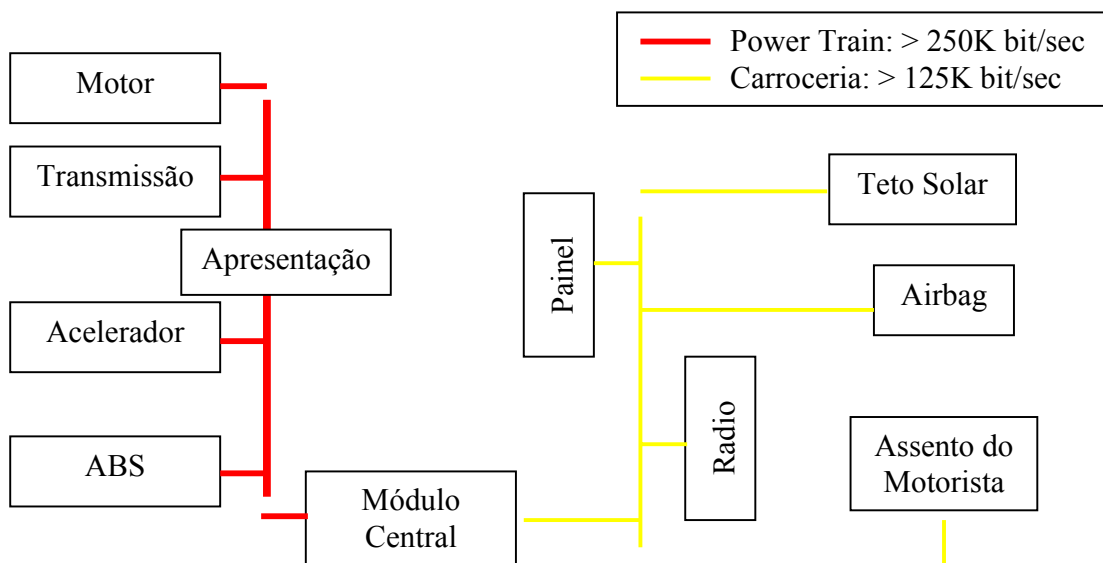 Power Train: > 250K bit/sec
Carroceria: > 125K bit/sec
Motor
Transmissão
Apresentação
Acelerador
ABS
Módulo
Central
Painel
Radio
Teto Solar
Airbag
Assento do
Motorista